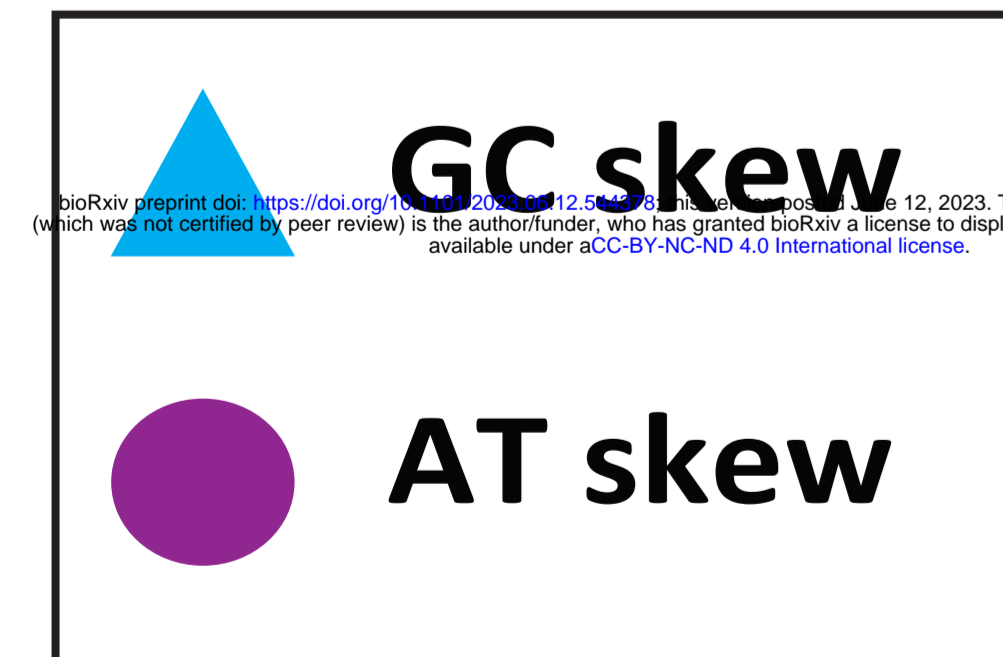 GC skew
bioRxiv preprint doi: https://doi.org/10.1101/2023.06.12.544378; this version posted June 12, 2023. T
(which was not certified by peer review) is the author/funder, who has granted bioRxiv a license to displ
available under aCC-BY-NC-ND 4.0 International license.
AT skew